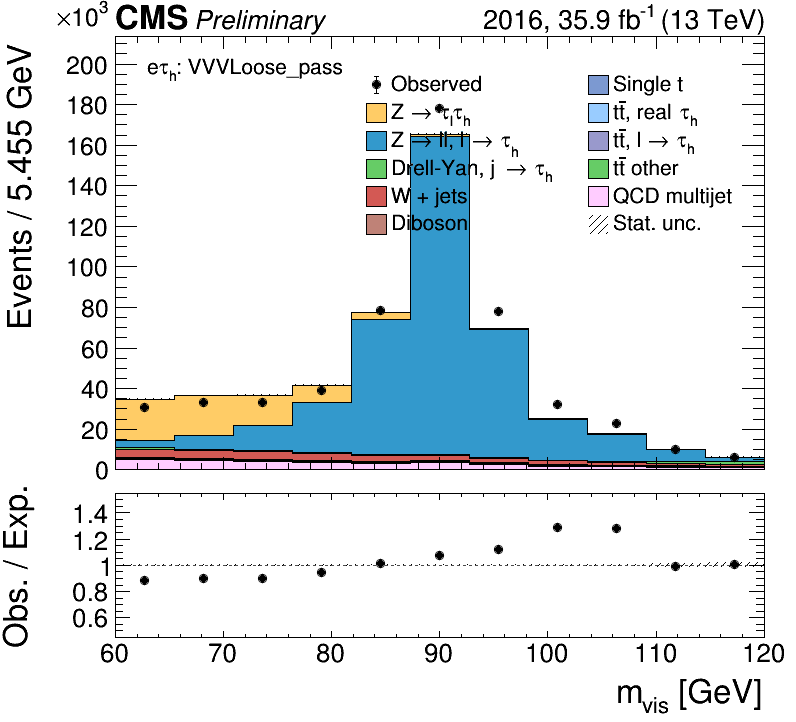 ×10³ CMS Preliminary 2016, 35.9 fb⁻¹ (13 TeV)
eτₕ: VVVLoose_pass
Observed
Z → τₗτₕ
Z → ll, l → τₕ
Drell-Yan, j → τₕ
W + jets
Diboson
Single t
tt̄, real τₕ
tt̄, l → τₕ
tt̄ other
QCD multijet
Stat. unc.
Events / 5.455 GeV
200
180
160
140
120
100
80
60
40
20
0
Obs. / Exp.
1.4
1.2
1
0.8
0.6
60 70 80 90 100 110 120
m_vis [GeV]